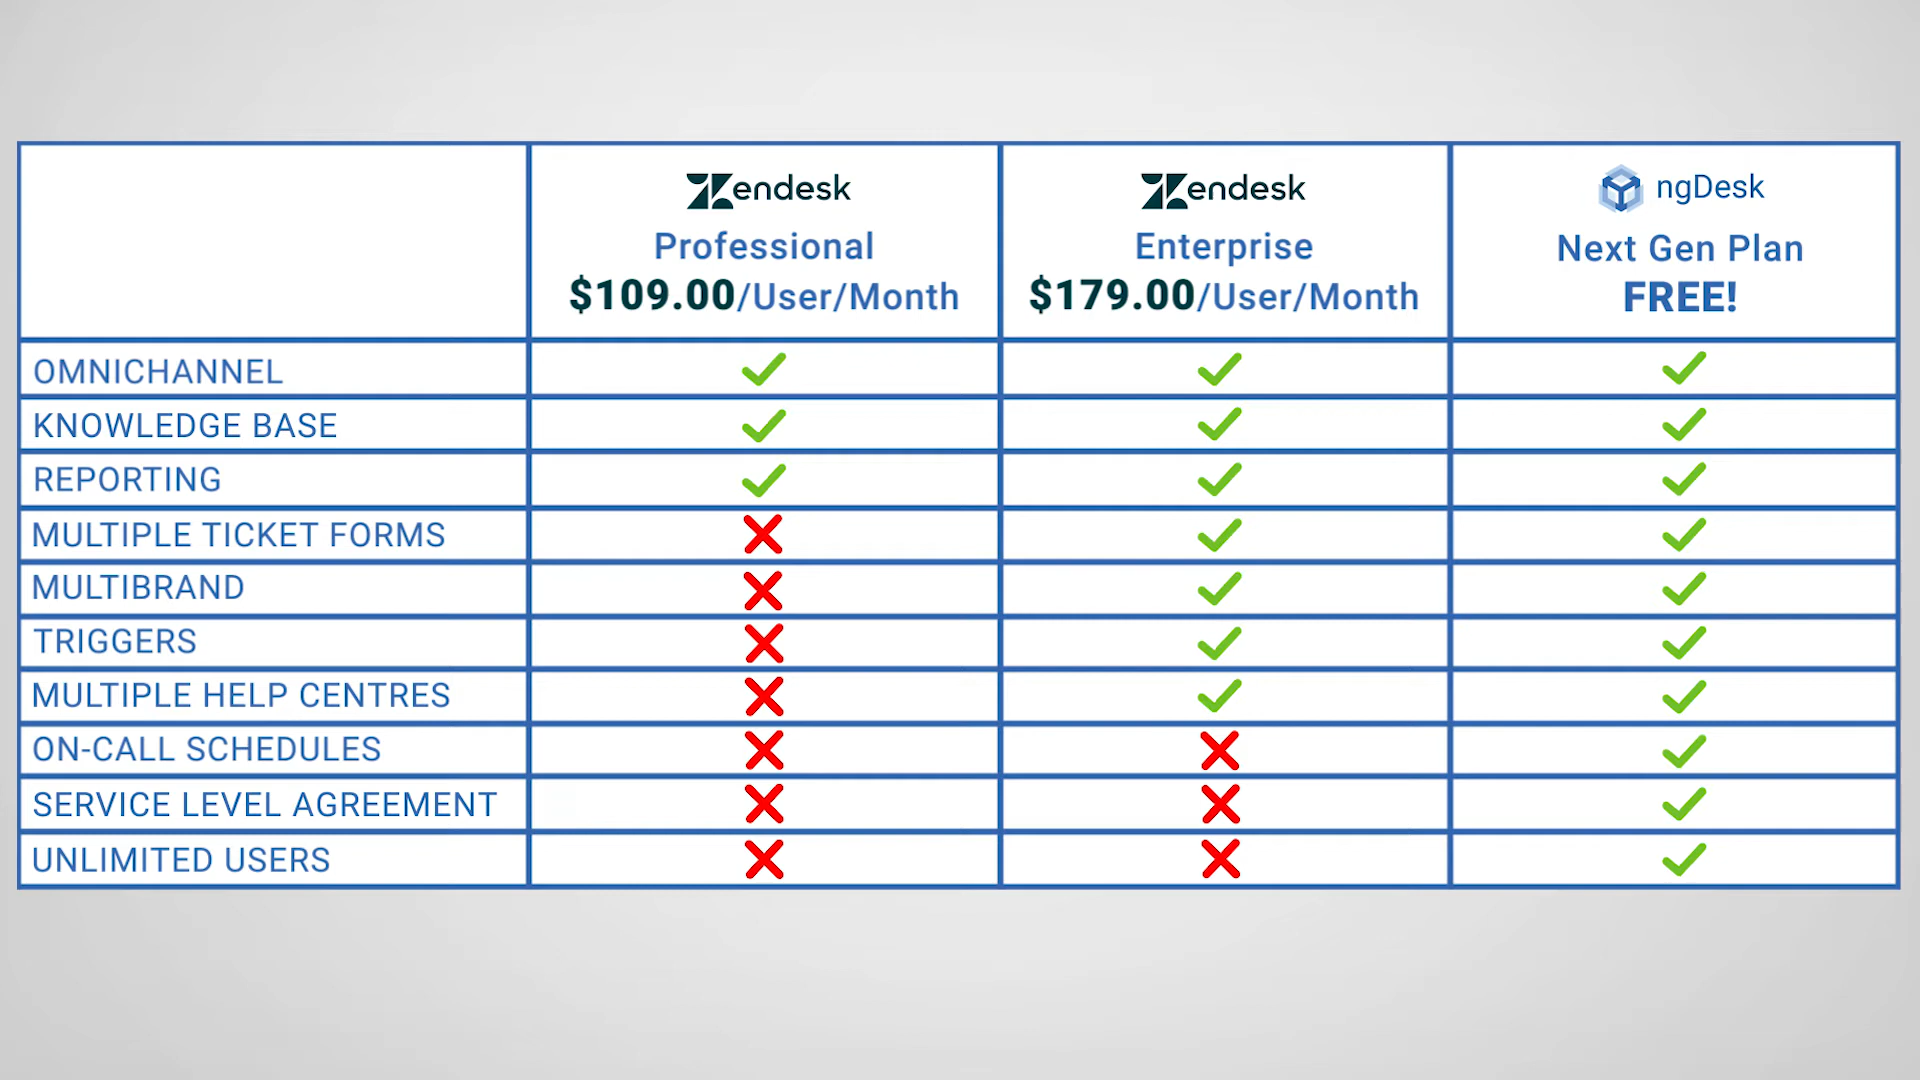 Zendesk
Professional
$109.00/User/Month
Zendesk
Enterprise
$179.00/User/Month
ngDesk
Next Gen Plan
FREE!
OMNICHANNEL
KNOWLEDGE BASE
REPORTING
MULTIPLE TICKET FORMS
MULTIBRAND
TRIGGERS
MULTIPLE HELP CENTRES
ON-CALL SCHEDULES
SERVICE LEVEL AGREEMENT
UNLIMITED USERS